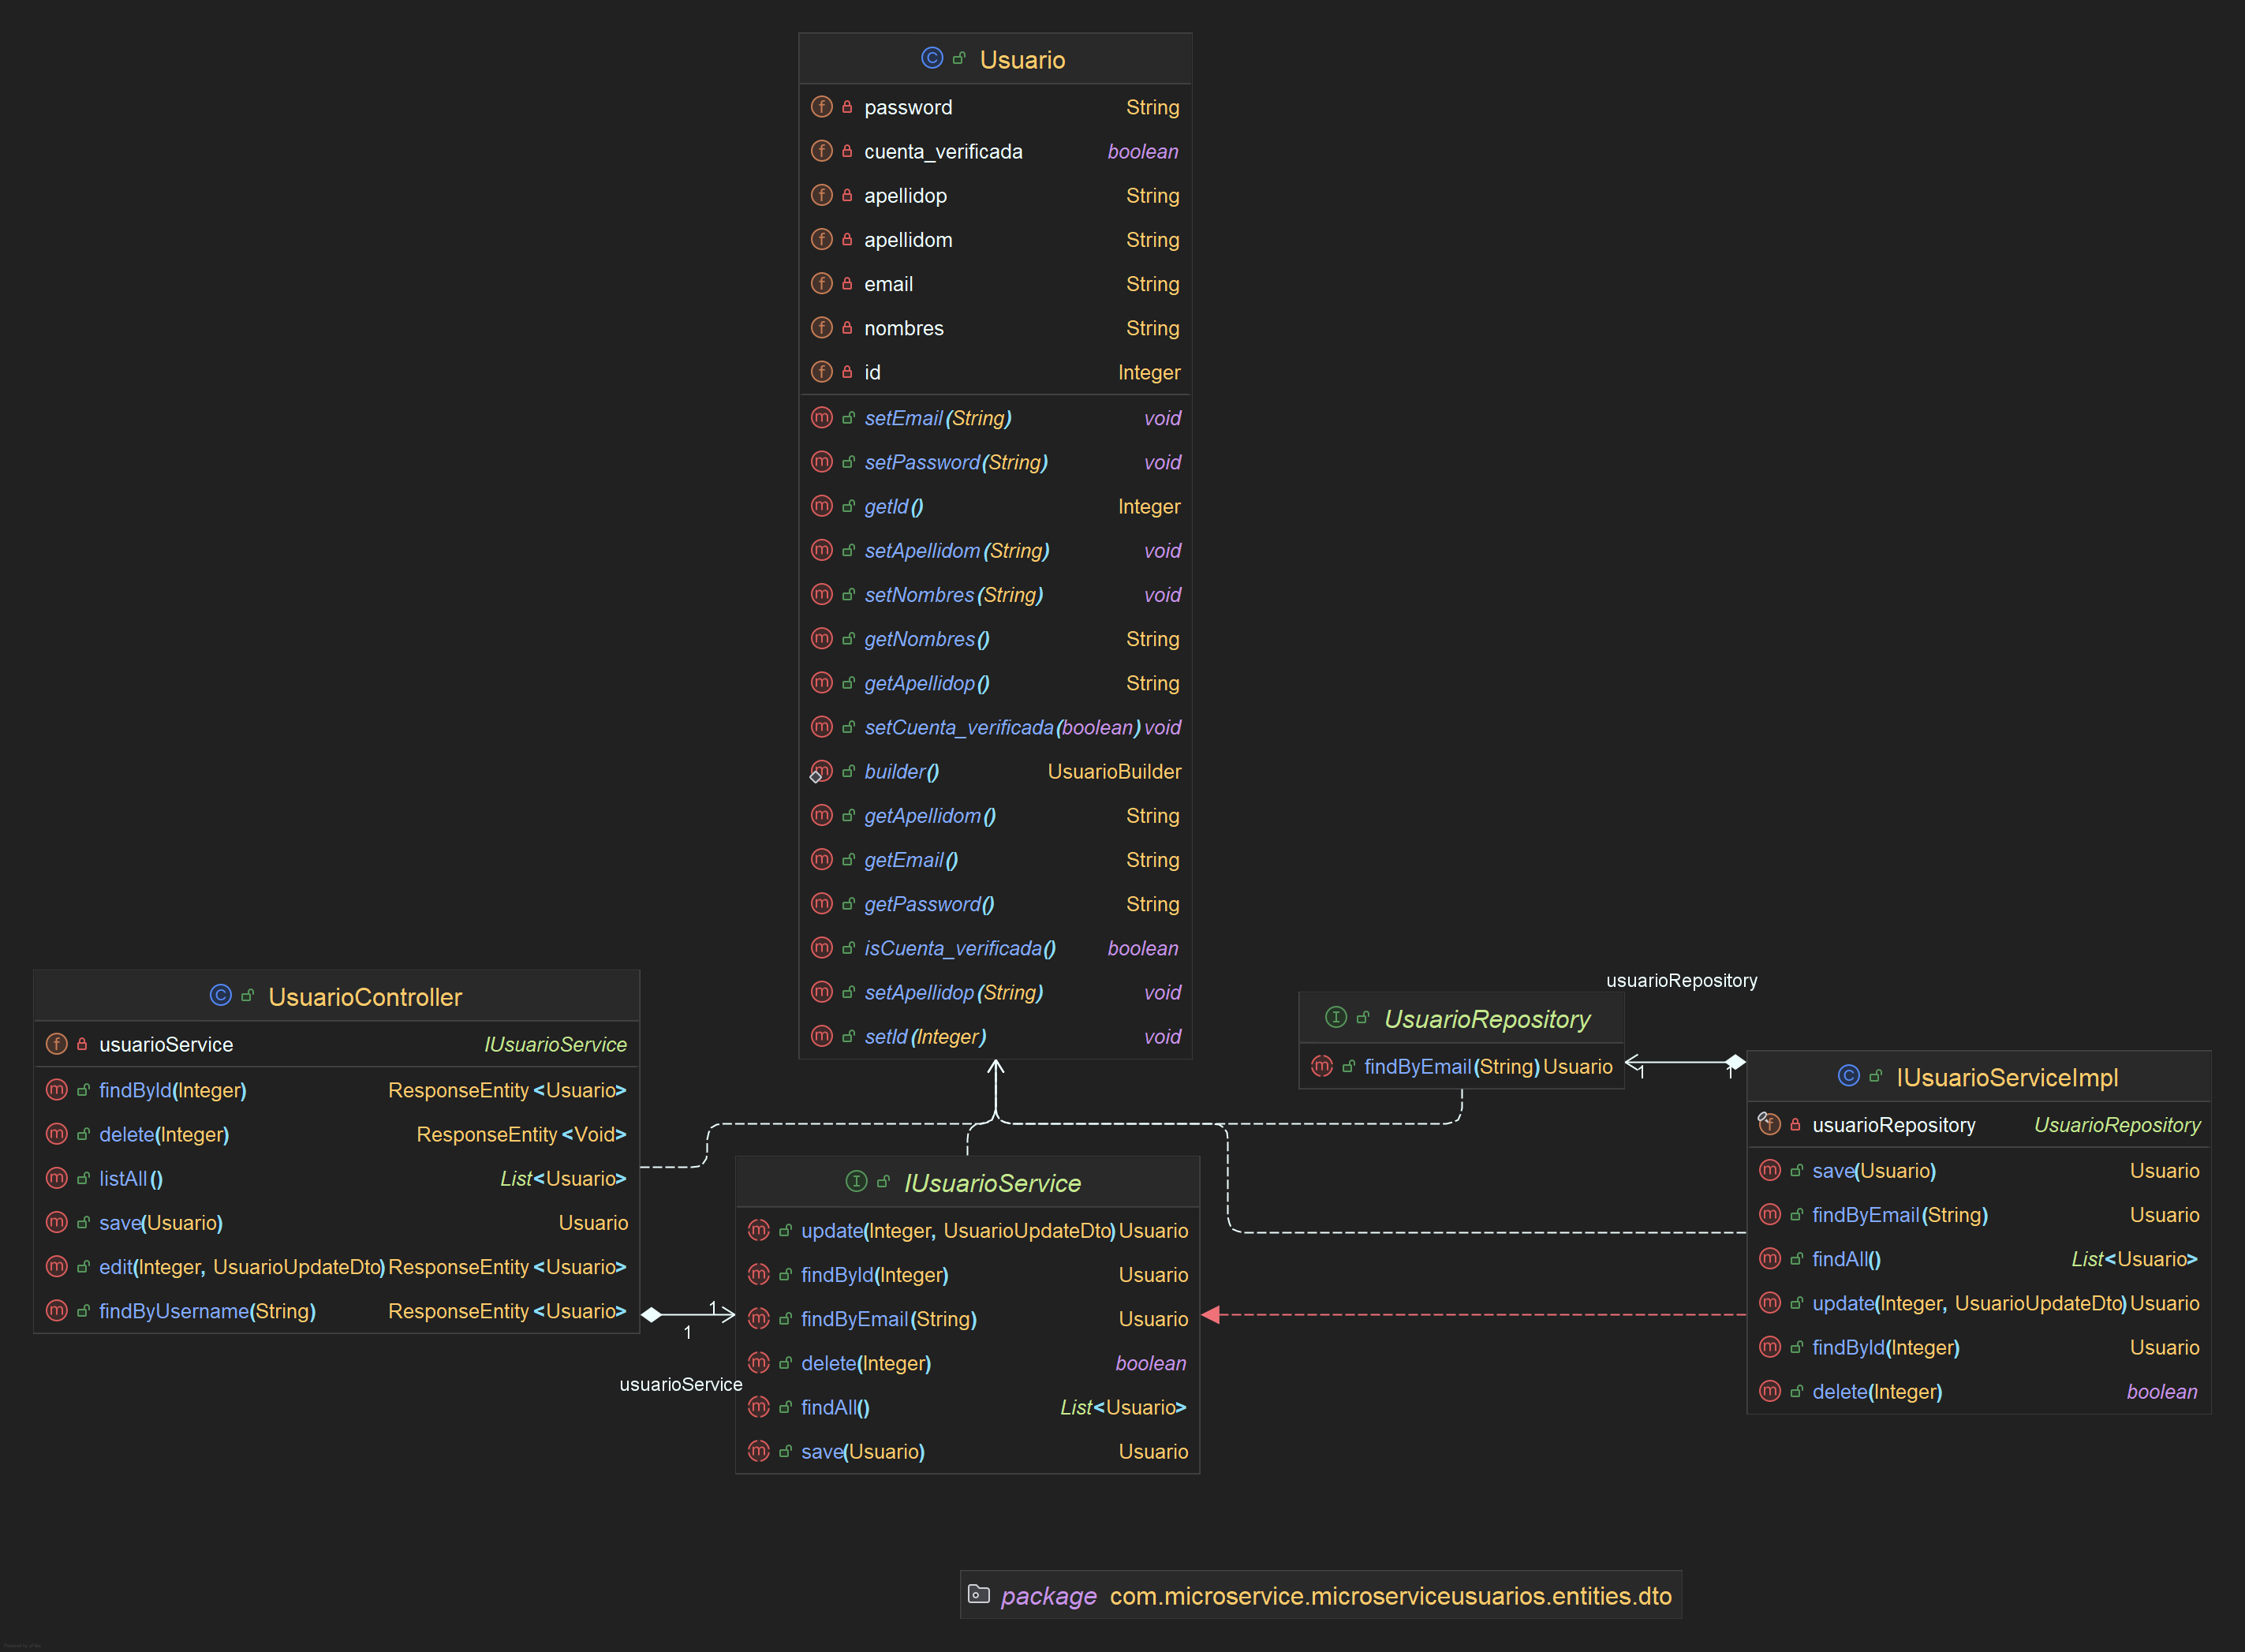 Usuario
password String
cuenta_verificada boolean
apellidop String
apellidom String
email String
nombres String
id Integer
setEmail(String) void
setPassword(String) void
getId() Integer
setApellidom(String) void
setNombres(String) void
getNombres() String
getApellidop() String
setCuenta_verificada(boolean) void
builder() UsuarioBuilder
getApellidom() String
getEmail() String
getPassword() String
isCuenta_verificada() boolean
setApellidop(String) void
setId(Integer) void
UsuarioController
usuarioService IUsuarioService
findById(Integer) ResponseEntity<Usuario>
delete(Integer) ResponseEntity<Void>
listAll() List<Usuario>
save(Usuario) Usuario
edit(Integer, UsuarioUpdateDto) ResponseEntity<Usuario>
findByUsername(String) ResponseEntity<Usuario>
1
1
usuarioService
IUsuarioService
update(Integer, UsuarioUpdateDto) Usuario
findById(Integer) Usuario
findByEmail(String) Usuario
delete(Integer) boolean
findAll() List<Usuario>
save(Usuario) Usuario
usuarioRepository
UsuarioRepository
findByEmail(String) Usuario
1
1
IUsuarioServiceImpl
usuarioRepository UsuarioRepository
save(Usuario) Usuario
findByEmail(String) Usuario
findAll() List<Usuario>
update(Integer, UsuarioUpdateDto) Usuario
findById(Integer) Usuario
delete(Integer) boolean
package com.microservice.microserviceusuarios.entities.dto